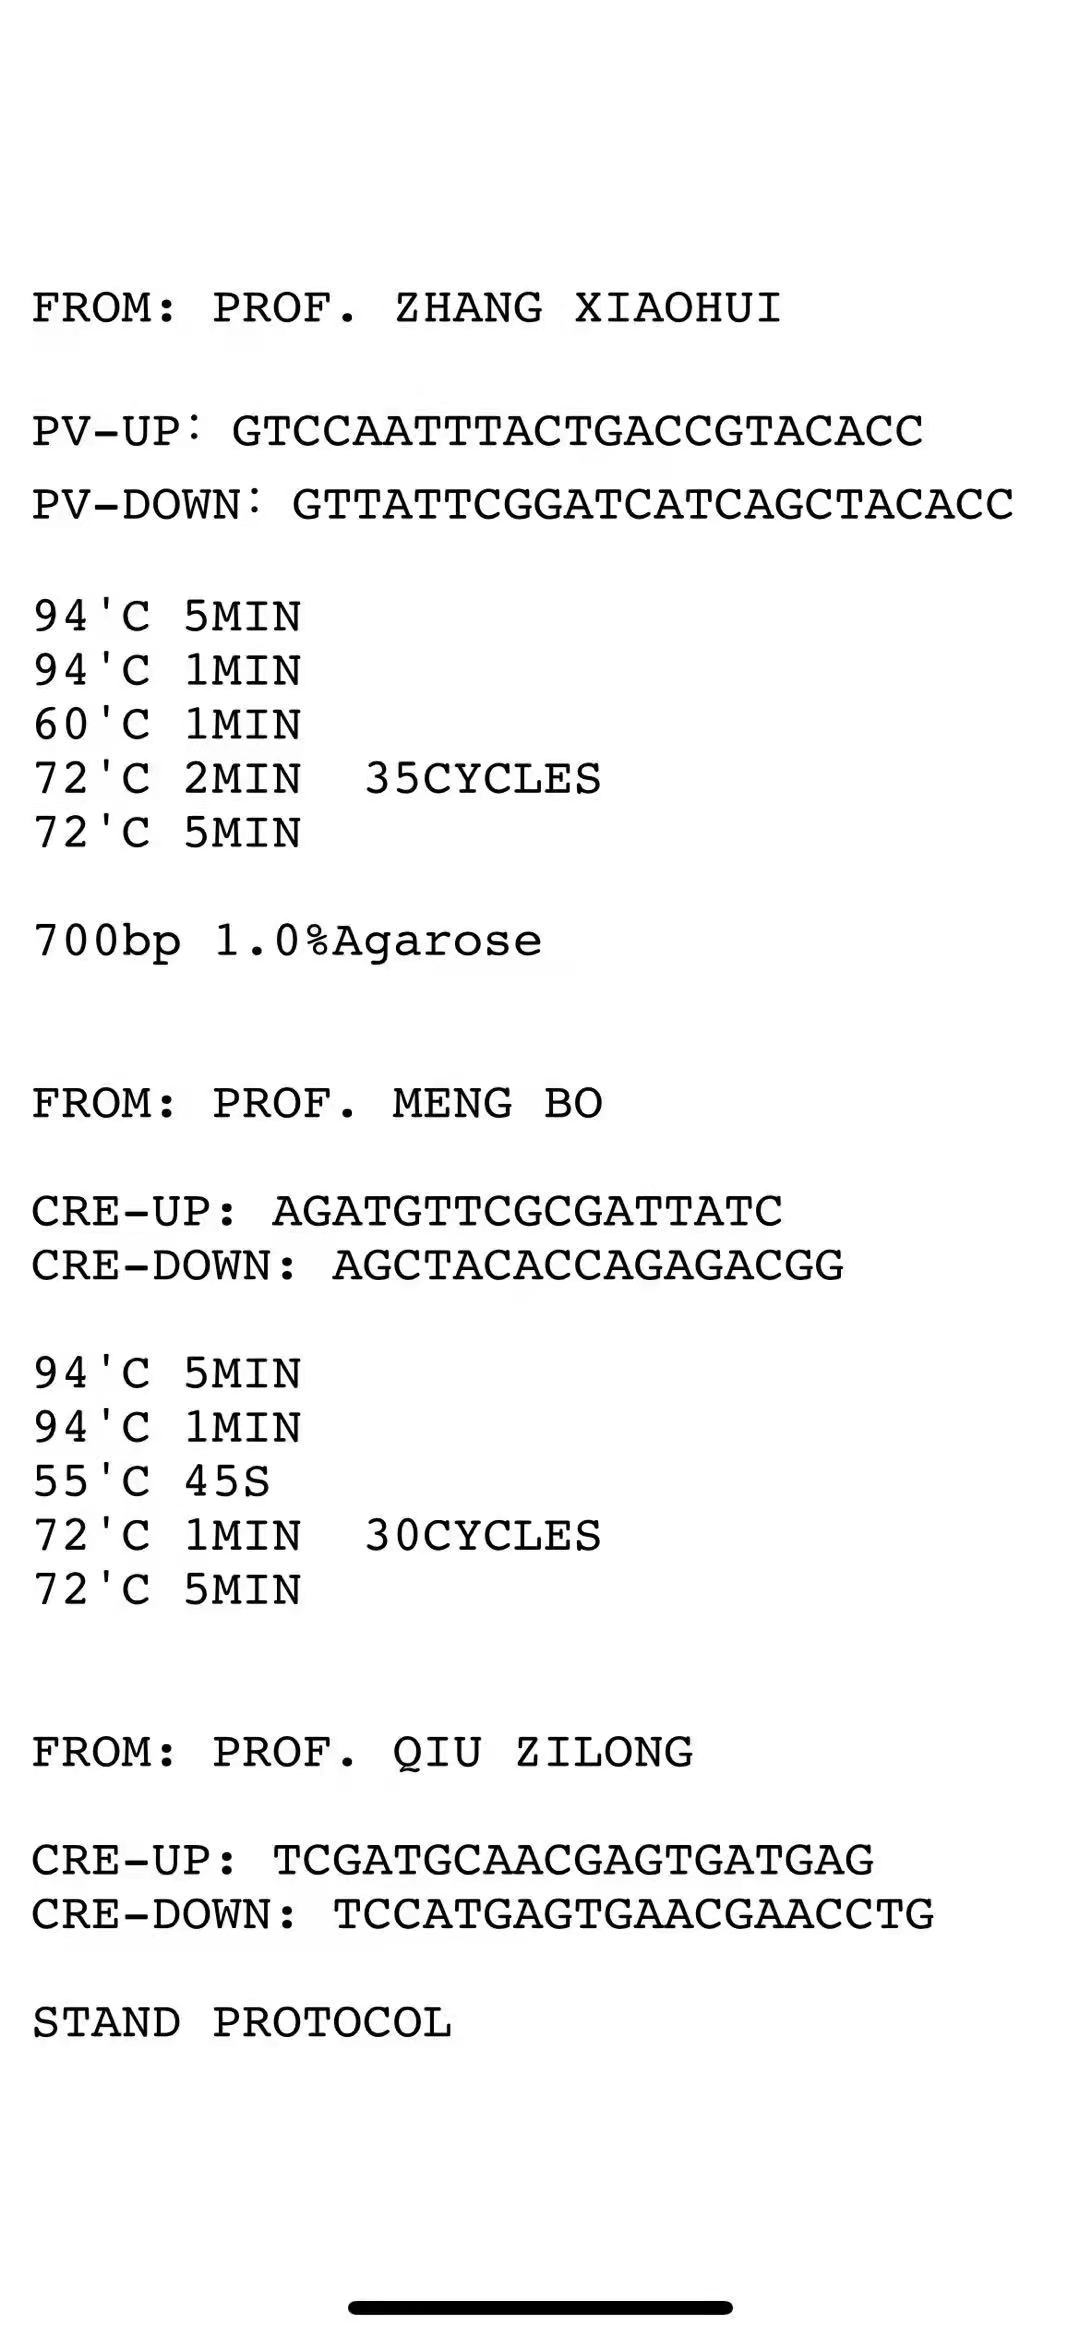 FROM: PROF. ZHANG XIAOHUI
PV-UP: GTCCAATTTACTGACCGTACACC
PV-DOWN: GTTATTCGGATCATCAGCTACACC
94'C 5MIN
94'C 1MIN
60'C 1MIN
72'C 2MIN  35CYCLES
72'C 5MIN
700bp 1.0%Agarose
FROM: PROF. MENG BO
CRE-UP: AGATGTTCGCGATTATC
CRE-DOWN: AGCTACACCAGAGACGG
94'C 5MIN
94'C 1MIN
55'C 45S
72'C 1MIN  30CYCLES
72'C 5MIN
FROM: PROF. QIU ZILONG
CRE-UP: TCGATGCAACGAGTGATGAG
CRE-DOWN: TCCATGAGTGAACGAACCTG
STAND PROTOCOL